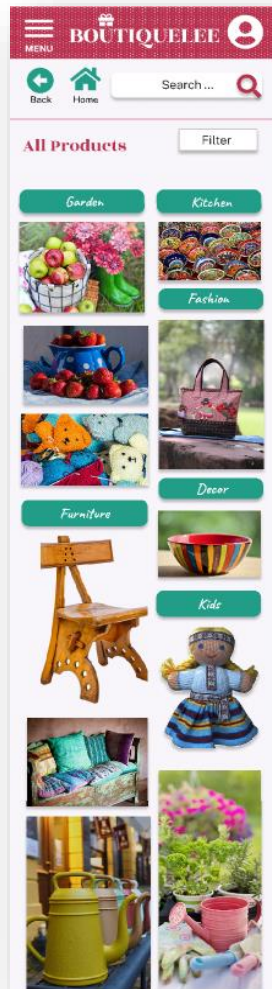 BOUTIQUELEE
MENU
Back
Home
Search ...
All Products
Filter
Garden
Kitchen
Fashion
Furniture
Decor
Kids